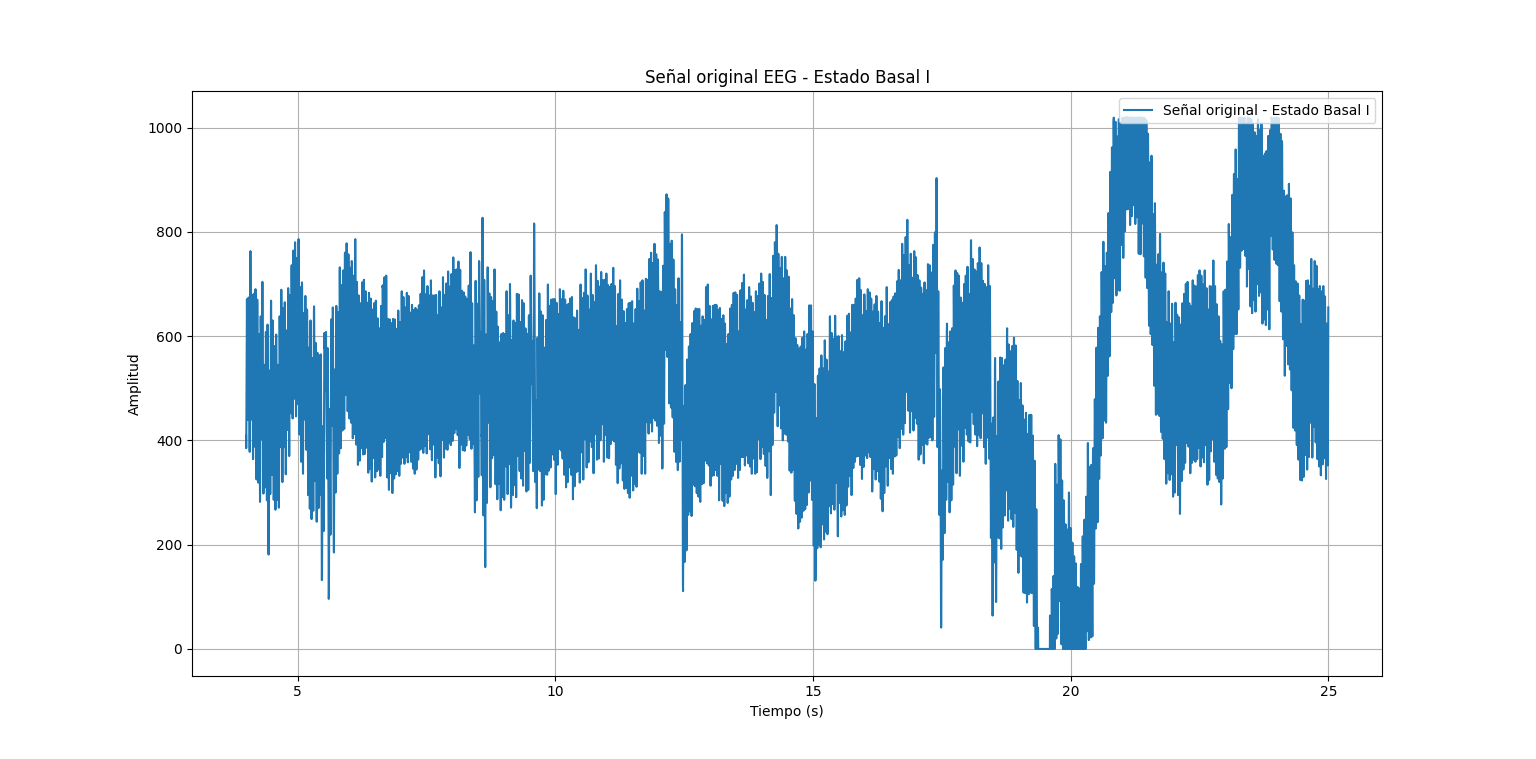 Señal original EEG - Estado Basal I
Señal original - Estado Basal I
1000
800
600
400
200
0
Amplitud
5
10
15
20
25
Tiempo (s)